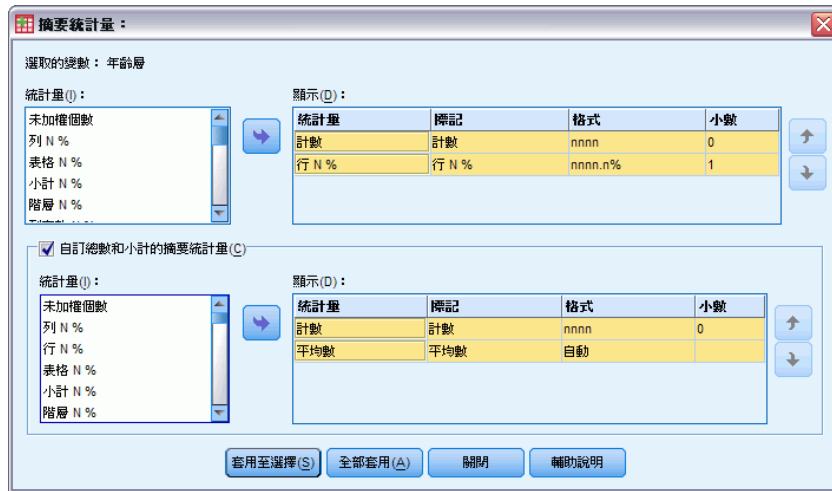 摘要統計量：
選取的變數： 年齡層
統計量(I)：
未加權個數
列 N %
表格 N %
小計 N %
階層 N %
顯示(D)：
統計量 標記 格式 小數
計數 計數 nnnn 0
行 N % 行 N % nnnn.n% 1
自訂總數和小計的摘要統計量(C)
統計量(I)：
未加權個數
列 N %
行 N %
表格 N %
小計 N %
階層 N %
顯示(D)：
統計量 標記 格式 小數
計數 計數 nnnn 0
平均數 平均數 自動
套用至選擇(S) 全部套用(A) 關閉 輔助說明